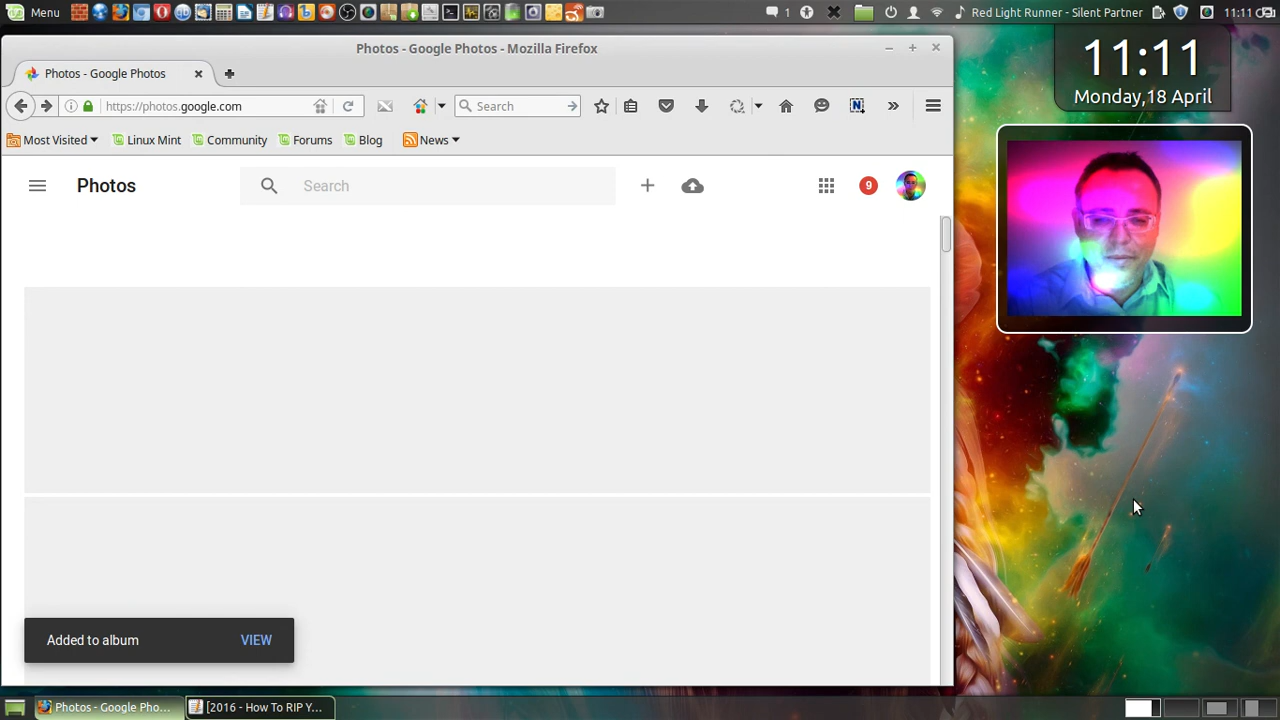 Menu
1
Red Light Runner - Silent Partner
11:11
Photos - Google Photos - Mozilla Firefox
11:11
Monday,18 April
Photos - Google Photos
https://photos.google.com
Search
Most Visited
Linux Mint
Community
Forums
Blog
News
Photos
Search
9
Added to album
VIEW
Photos - Google Pho...
[2016 - How To RIP Y...